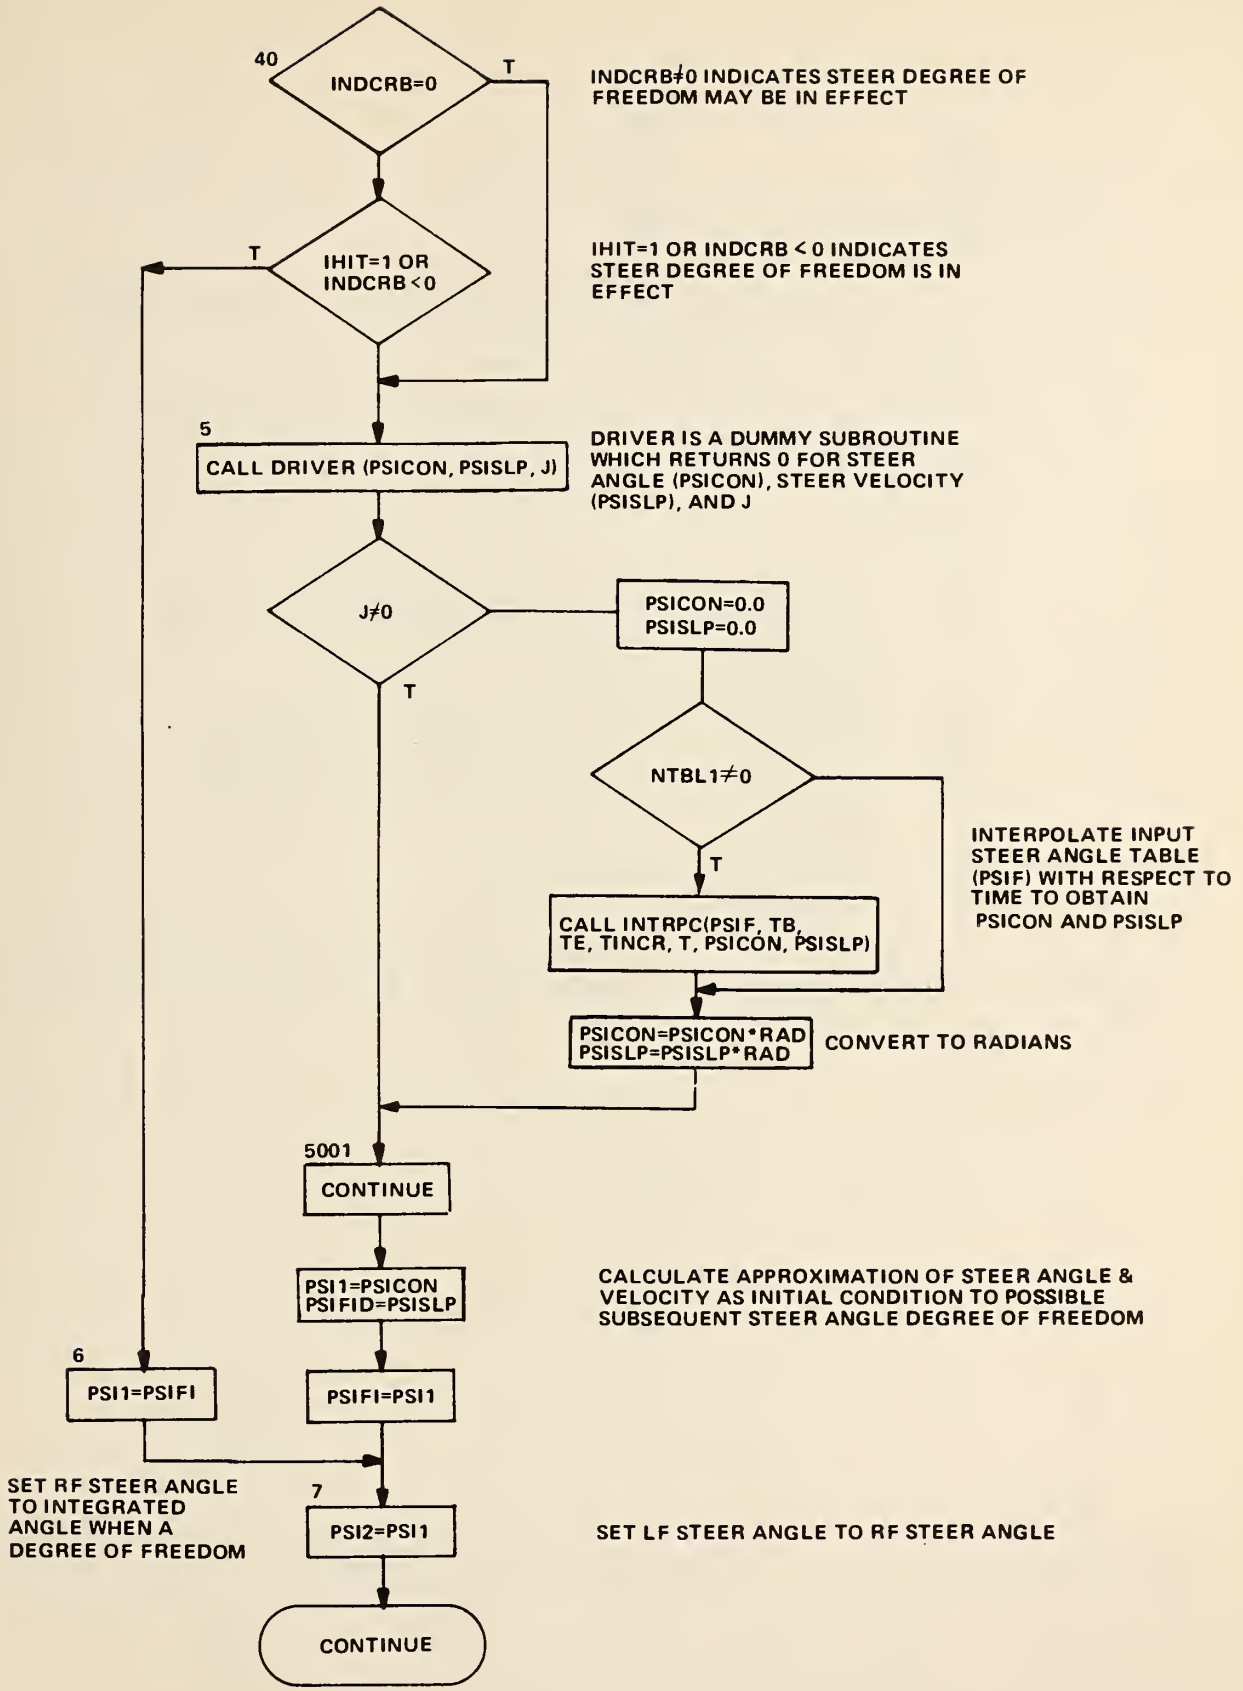 40
INDCRB=0
T
INDCRB≠0 INDICATES STEER DEGREE OF
FREEDOM MAY BE IN EFFECT
T
IHIT=1 OR
INDCRB<0
IHIT=1 OR INDCRB < 0 INDICATES
STEER DEGREE OF FREEDOM IS IN
EFFECT
5
CALL DRIVER (PSICON, PSISLP, J)
DRIVER IS A DUMMY SUBROUTINE
WHICH RETURNS 0 FOR STEER
ANGLE (PSICON), STEER VELOCITY
(PSISLP), AND J
J≠0
T
PSICON=0.0
PSISLP=0.0
NTBL1≠0
T
INTERPOLATE INPUT
STEER ANGLE TABLE
(PSIF) WITH RESPECT TO
TIME TO OBTAIN
PSICON AND PSISLP
CALL INTRPC(PSIF, TB,
TE, TINCR, T, PSICON, PSISLP)
PSICON=PSICON*RAD
PSISLP=PSISLP*RAD
CONVERT TO RADIANS
5001
CONTINUE
PSI1=PSICON
PSIFID=PSISLP
CALCULATE APPROXIMATION OF STEER ANGLE &
VELOCITY AS INITIAL CONDITION TO POSSIBLE
SUBSEQUENT STEER ANGLE DEGREE OF FREEDOM
6
PSI1=PSIFI
PSIFI=PSI1
SET RF STEER ANGLE
TO INTEGRATED
ANGLE WHEN A
DEGREE OF FREEDOM
7
PSI2=PSI1
SET LF STEER ANGLE TO RF STEER ANGLE
CONTINUE